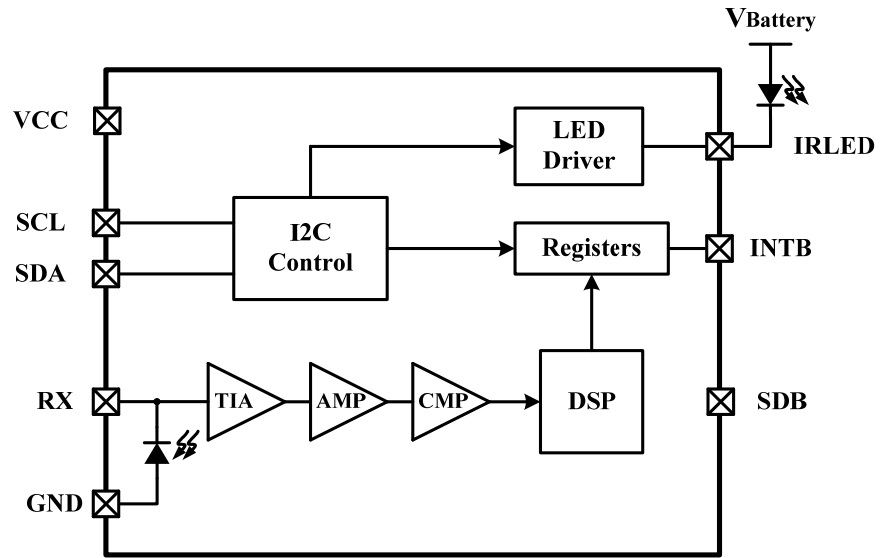 VBattery
VCC
LED
Driver
IRLED
SCL
I2C
Control
Registers
INTB
SDA
RX
TIA
AMP
CMP
DSP
SDB
GND